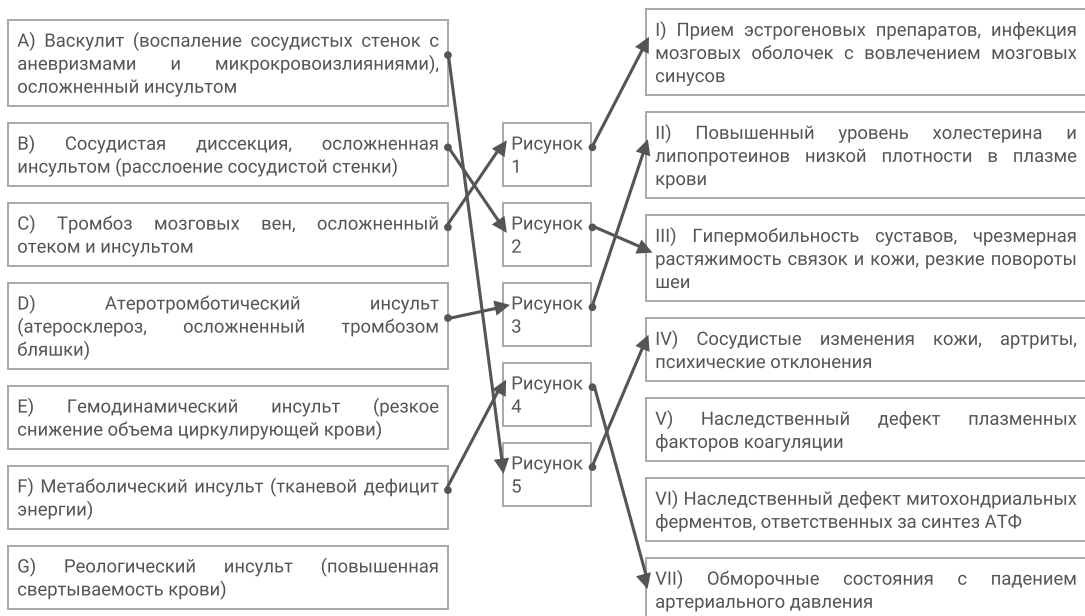 A) Васкулит (воспаление сосудистых стенок с
аневризмами и микрокровоизлияниями),
осложненный инсультом
B) Сосудистая диссекция, осложненная
инсультом (расслоение сосудистой стенки)
C) Тромбоз мозговых вен, осложненный
отеком и инсультом
D) Атеротромботический инсульт
(атеросклероз, осложненный тромбозом
бляшки)
E) Гемодинамический инсульт (резкое
снижение объема циркулирующей крови)
F) Метаболический инсульт (тканевой дефицит
энергии)
G) Реологический инсульт (повышенная
свертываемость крови)
Рисунок
1
Рисунок
2
Рисунок
3
Рисунок
4
Рисунок
5
I) Прием эстрогеновых препаратов, инфекция
мозговых оболочек с вовлечением мозговых
синусов
II) Повышенный уровень холестерина и
липопротеинов низкой плотности в плазме
крови
III) Гипермобильность суставов, чрезмерная
растяжимость связок и кожи, резкие повороты
шеи
IV) Сосудистые изменения кожи, артриты,
психические отклонения
V) Наследственный дефект плазменных
факторов коагуляции
VI) Наследственный дефект митохондриальных
ферментов, ответственных за синтез АТФ
VII) Обморочные состояния с падением
артериального давления